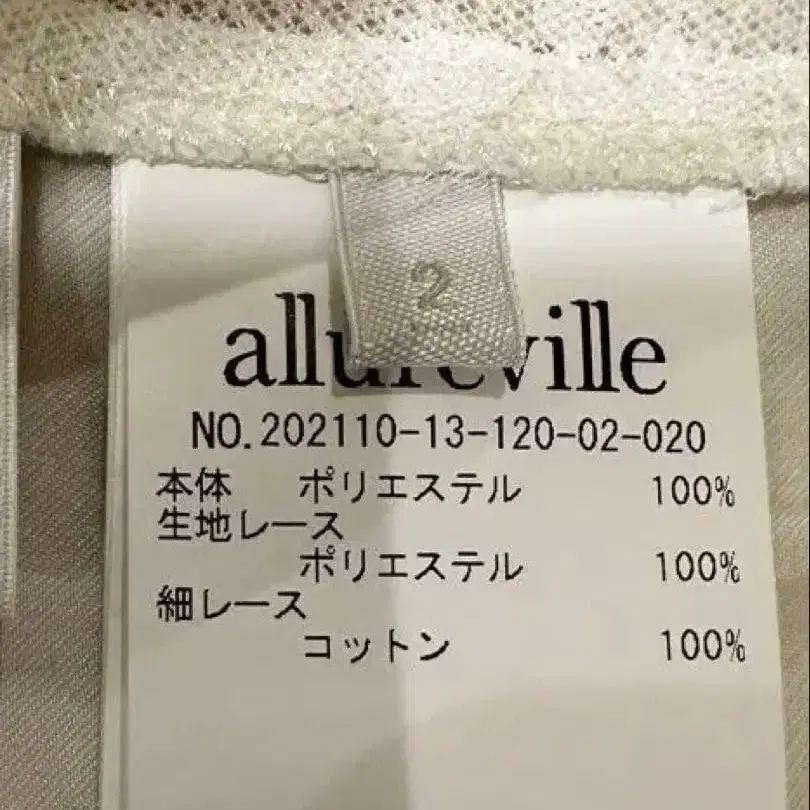 2
allureville
NO.202110-13-120-02-020
本体 ポリエステル 100%
生地レース
ポリエステル 100%
細レース
コットン 100%